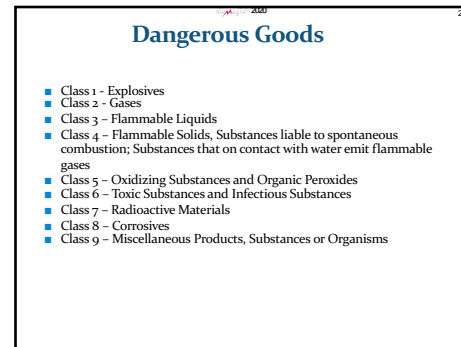 2020
2
Dangerous Goods
Class 1 - Explosives
Class 2 - Gases
Class 3 – Flammable Liquids
Class 4 – Flammable Solids, Substances liable to spontaneous
combustion; Substances that on contact with water emit flammable
gases
Class 5 – Oxidizing Substances and Organic Peroxides
Class 6 – Toxic Substances and Infectious Substances
Class 7 – Radioactive Materials
Class 8 – Corrosives
Class 9 – Miscellaneous Products, Substances or Organisms